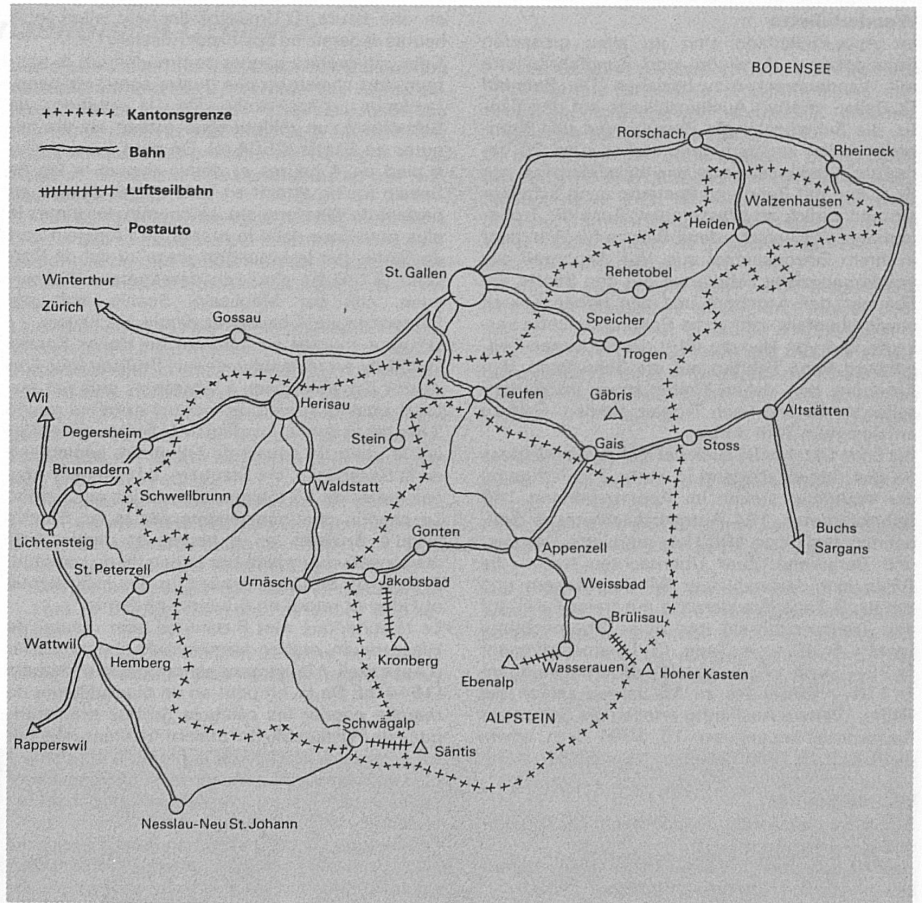 BODENSEE
Kantonsgrenze
Bahn
Luftseilbahn
Postauto
Rorschach
Rheineck
Walzenhausen
Heiden
St. Gallen
Rehetobel
Winterthur
Zürich
Gossau
Speicher
Trogen
Wil
Herisau
Teufen
Gäbris
Altstätten
Degersheim
Stein
Gais
Stoss
Brunnadern
Waldstatt
Schwellbrunn
Lichtensteig
Gonten
Appenzell
Buchs
Sargans
St. Peterzell
Urnäsch
Jakobsbad
Weissbad
Brülisau
Wattwil
Hemberg
Kronberg
Ebenalp
Wasserauen
Hoher Kasten
Rapperswil
Schwägalp
ALPSTEIN
Säntis
Nesslau-Neu St. Johann